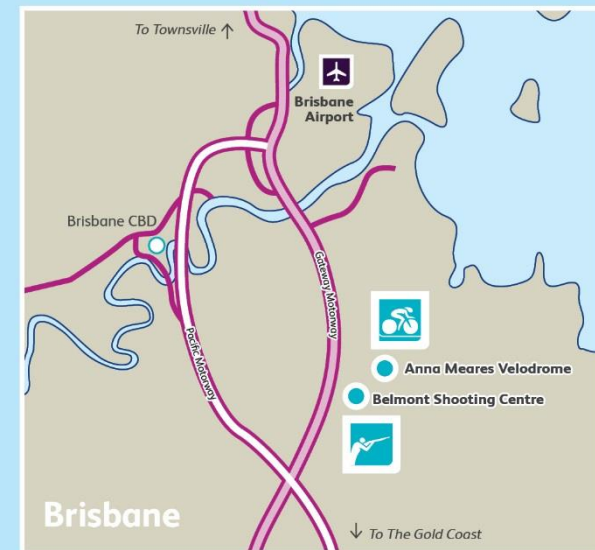 To Townsville ↑
Brisbane
Airport
Brisbane CBD
Gateway Motorway
Pacific Motorway
Anna Meares Velodrome
Belmont Shooting Centre
Brisbane
↓ To The Gold Coast